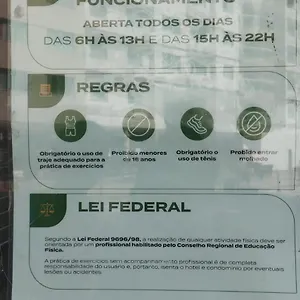 FUNCIONAMENTO
ABERTA TODOS OS DIAS
DAS 6H ÀS 13H E DAS 15H ÀS 22H
REGRAS
Obrigatório o uso de
traje adequado para a
prática de exercícios
Proibido menores
de 16 anos
Obrigatório o
uso de tênis
Proibido entrar
molhado
LEI FEDERAL
Segundo a Lei Federal 9696/98, a realização de qualquer atividade física deve ser
orientada por um profissional habilitado pelo Conselho Regional de Educação
Física.
A prática de exercícios sem acompanhamento profissional é de completa
responsabilidade do usuário e, portanto, isenta o hotel e condomínio por eventuais
lesões ou acidentes.